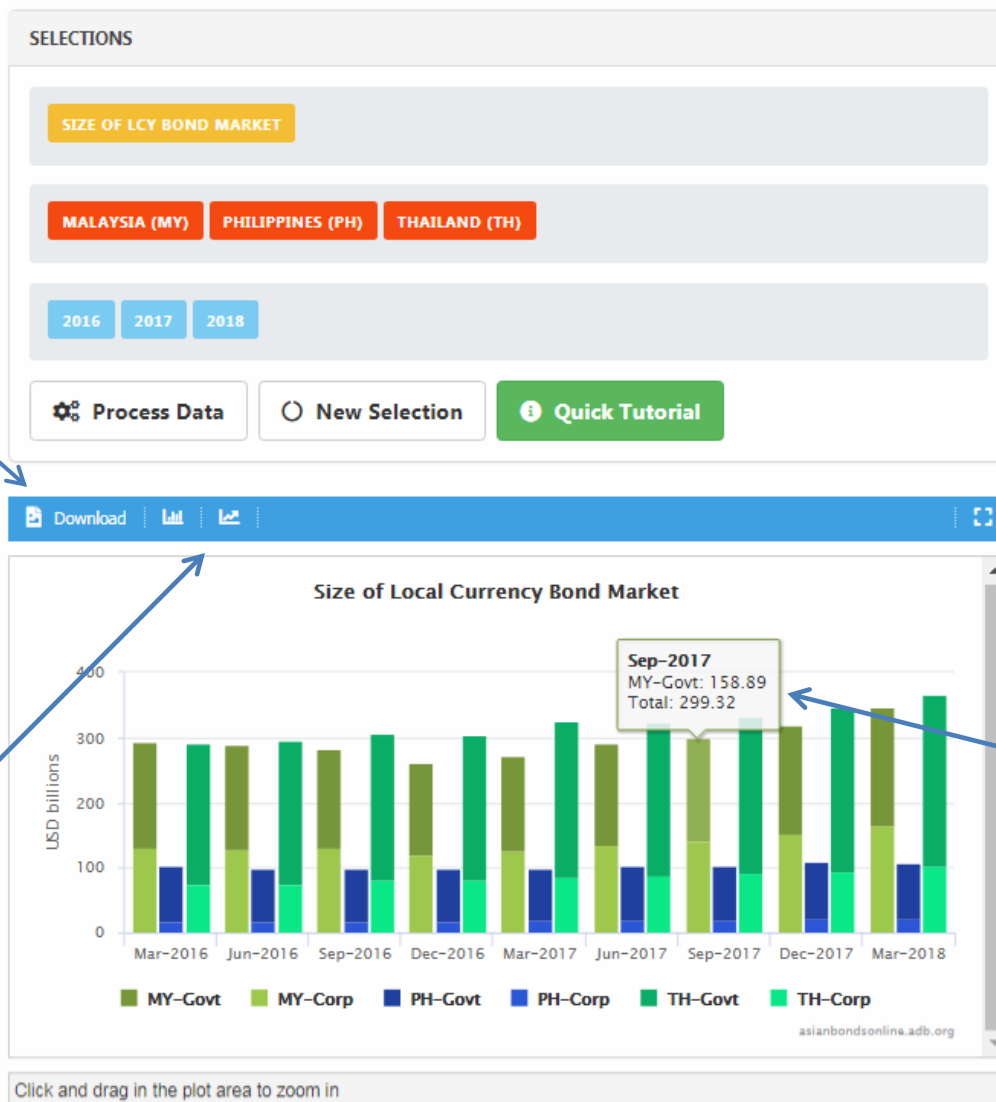 SELECTIONS
SIZE OF LCY BOND MARKET
MALAYSIA (MY) PHILIPPINES (PH) THAILAND (TH)
2016 2017 2018
Process Data New Selection Quick Tutorial
Download
Size of Local Currency Bond Market
Sep-2017
MY-Govt: 158.89
Total: 299.32
400
300
200
100
0
USD billions
Mar-2016 Jun-2016 Sep-2016 Dec-2016 Mar-2017 Jun-2017 Sep-2017 Dec-2017 Mar-2018
MY-Govt MY-Corp PH-Govt PH-Corp TH-Govt TH-Corp
asianbondsonline.adb.org
Click and drag in the plot area to zoom in